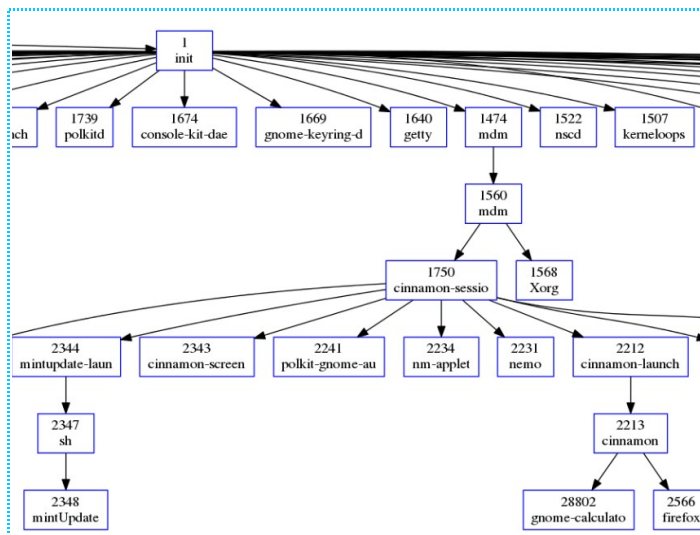 1
init
nch
1739
polkitd
1674
console-kit-dae
1669
gnome-keyring-d
1640
getty
1474
mdm
1522
nscd
1507
kerneloops
1560
mdm
1750
cinnamon-sessio
1568
Xorg
2344
mintupdate-laun
2343
cinnamon-screen
2241
polkit-gnome-au
2234
nm-applet
2231
nemo
2212
cinnamon-launch
2347
sh
2213
cinnamon
2348
mintUpdate
28802
gnome-calculato
2566
firefox